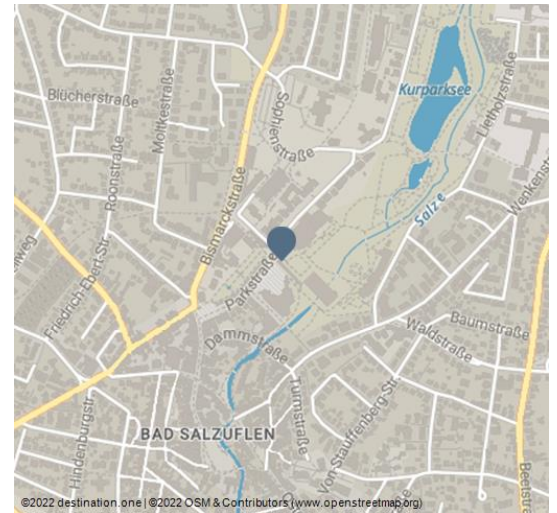 Kurparksee
Lietholzstraße
Blücherstraße
Moltkestraße
Sophienstraße
Roonstraße
Bismarckstraße
Salze
Friedrich-Ebert-Str.
Parkstraße
Baumstraße
Waldstraße
Dammstraße
Turmstraße
Von-Stauffenberg-Str.
BAD SALZUFLEN
Hindenburgstr.
©2022 destination.one | ©2022 OSM & Contributors (www.openstreetmap.org)